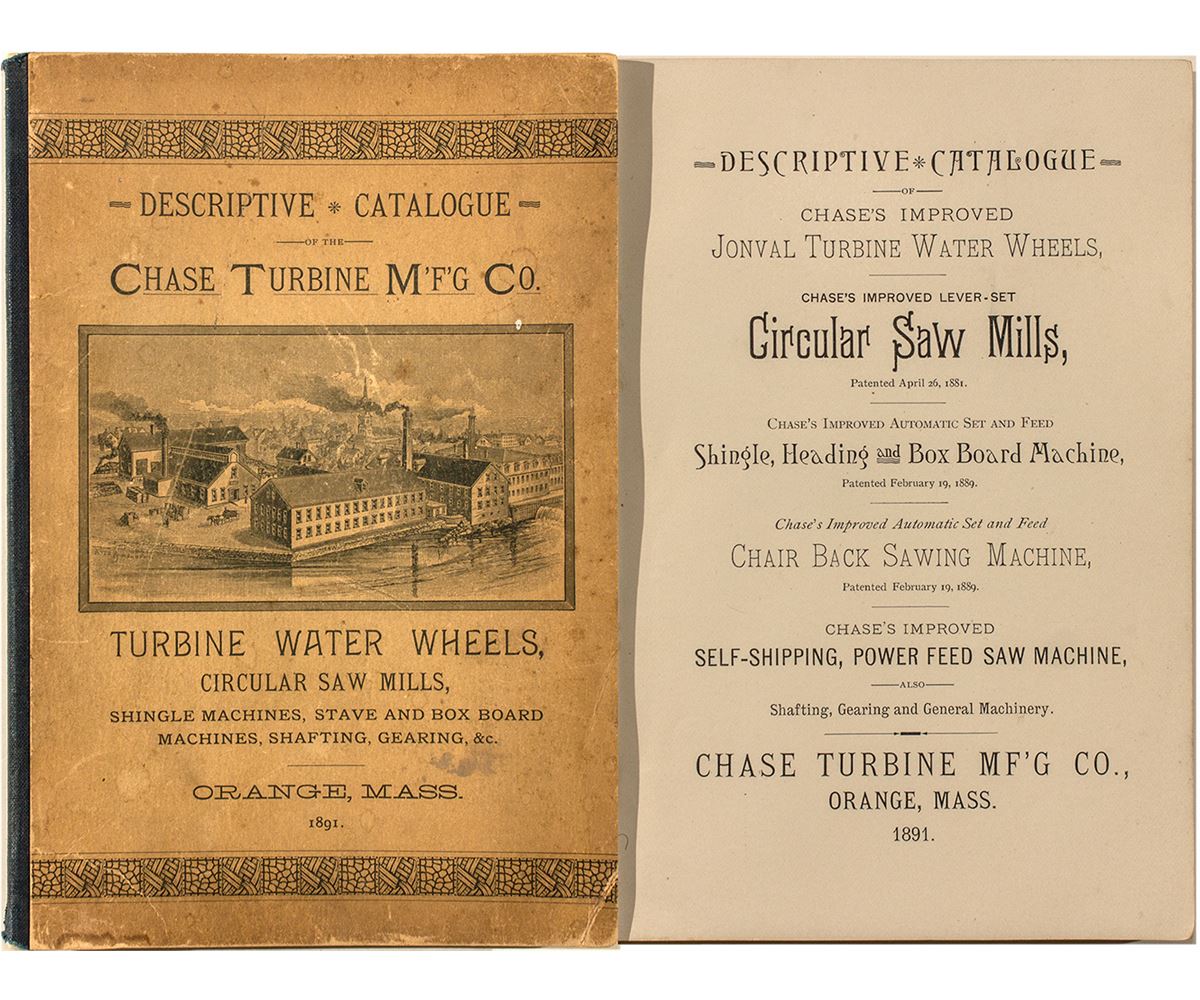 DESCRIPTIVE * CATALOGUE
OF THE
CHASE TURBINE M'F'G CO.
TURBINE WATER WHEELS,
CIRCULAR SAW MILLS,
SHINGLE MACHINES, STAVE AND BOX BOARD
MACHINES, SHAFTING, GEARING, &c.
ORANGE, MASS.
1891.
DESCRIPTIVE * CATALOGUE
OF
CHASE'S IMPROVED
JONVAL TURBINE WATER WHEELS,
CHASE'S IMPROVED LEVER-SET
Circular Saw Mills,
Patented April 26, 1881.
CHASE'S IMPROVED AUTOMATIC SET AND FEED
Shingle, Heading and Box Board Machine,
Patented February 19, 1889.
Chase's Improved Automatic Set and Feed
CHAIR BACK SAWING MACHINE,
Patented February 19, 1889.
CHASE'S IMPROVED
SELF-SHIPPING, POWER FEED SAW MACHINE,
ALSO
Shafting, Gearing and General Machinery.
CHASE TURBINE MF'G CO.,
ORANGE, MASS.
1891.